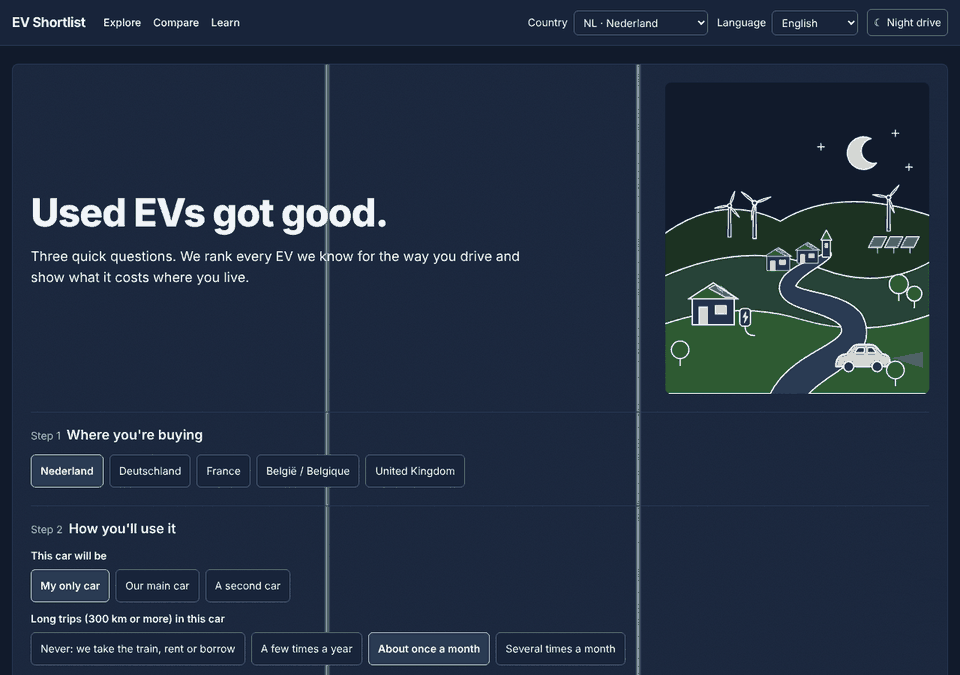 EV Shortlist Explore Compare Learn Country NL · Nederland Language English ☾ Night drive
Used EVs got good.
Three quick questions. We rank every EV we know for the way you drive and
show what it costs where you live.
Step 1 Where you're buying
Nederland Deutschland France België / Belgique United Kingdom
Step 2 How you'll use it
This car will be
My only car Our main car A second car
Long trips (300 km or more) in this car
Never: we take the train, rent or borrow A few times a year About once a month Several times a month